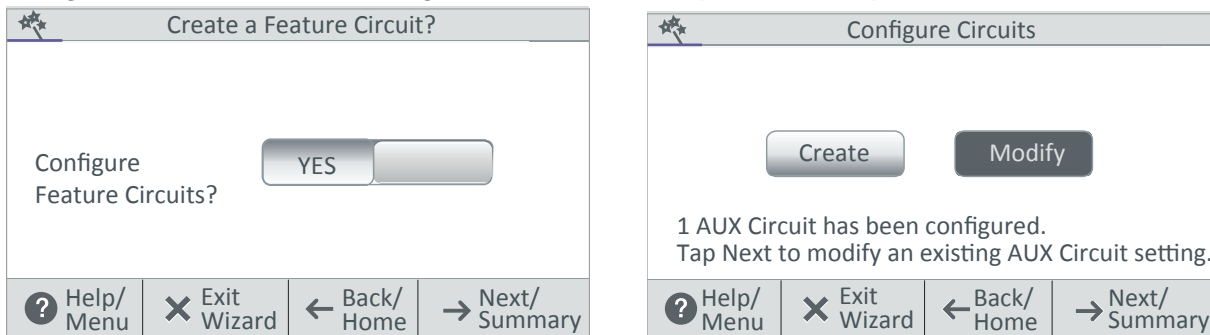 Create a Feature Circuit?
Configure
Feature Circuits?
YES
? Help/
Menu
Exit
Wizard
Back/
Home
Next/
Summary
Configure Circuits
Create
Modify
1 AUX Circuit has been configured.
Tap Next to modify an existing AUX Circuit setting.
? Help/
Menu
Exit
Wizard
Back/
Home
Next/
Summary